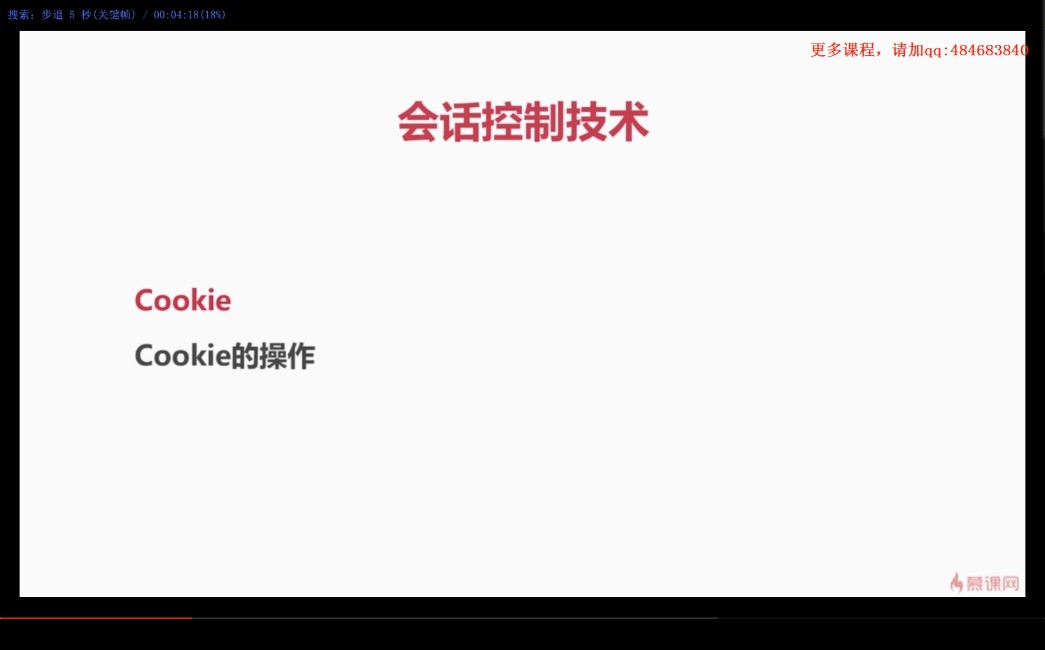 搜索: 步退 5 秒(关键帧) / 00:04:18(18%)
更多课程，请加qq:484683840
会话控制技术
Cookie
Cookie的操作
慕课网